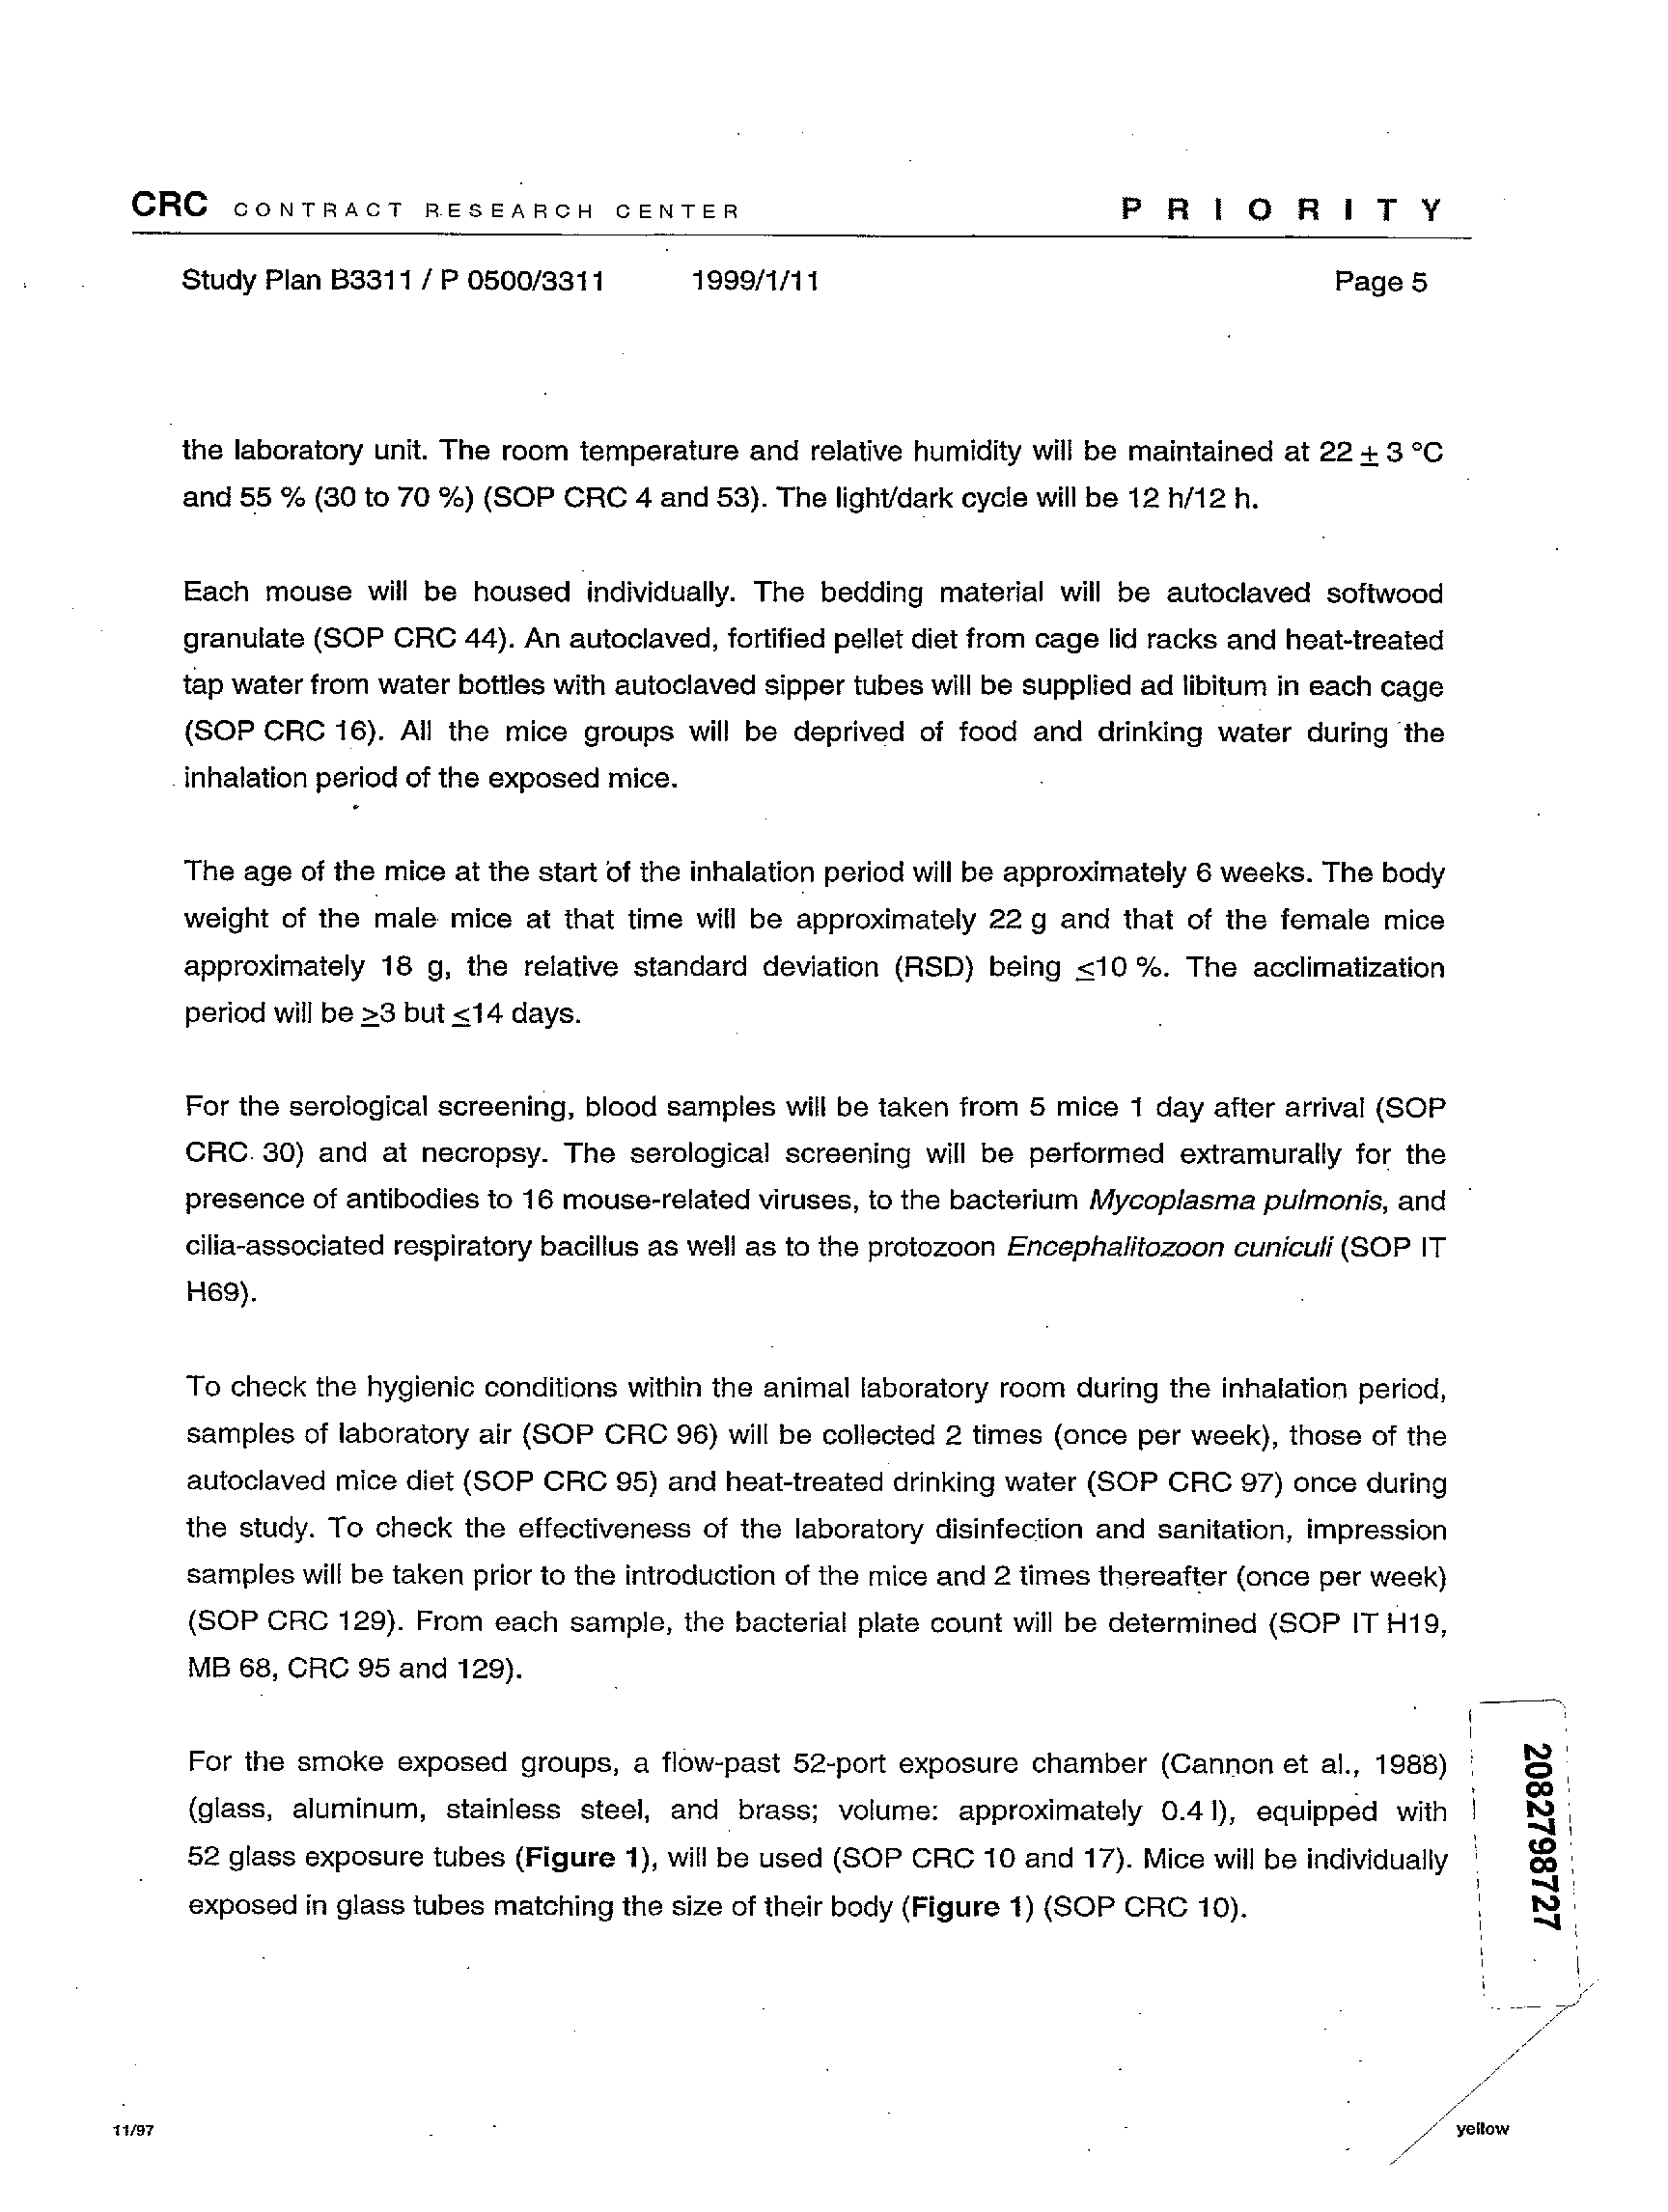 CRC CONTRACT RESEARCH CENTER PRIORITY
Study Plan B3311 / P 0500/3311 1999/1/11 Page 5
the laboratory unit. The room temperature and relative humidity will be maintained at 22 ± 3 °C
and 55 % (30 to 70 %) (SOP CRC 4 and 53). The light/dark cycle will be 12 h/12 h.
Each mouse will be housed individually. The bedding material will be autoclaved softwood
granulate (SOP CRC 44). An autoclaved, fortified pellet diet from cage lid racks and heat-treated
tap water from water bottles with autoclaved sipper tubes will be supplied ad libitum in each cage
(SOP CRC 16). All the mice groups will be deprived of food and drinking water during the
inhalation period of the exposed mice.
The age of the mice at the start of the inhalation period will be approximately 6 weeks. The body
weight of the male mice at that time will be approximately 22 g and that of the female mice
approximately 18 g, the relative standard deviation (RSD) being ≤10 %. The acclimatization
period will be ≥3 but ≤14 days.
For the serological screening, blood samples will be taken from 5 mice 1 day after arrival (SOP
CRC 30) and at necropsy. The serological screening will be performed extramurally for the
presence of antibodies to 16 mouse-related viruses, to the bacterium Mycoplasma pulmonis, and
cilia-associated respiratory bacillus as well as to the protozoon Encephalitozoon cuniculi (SOP IT
H69).
To check the hygienic conditions within the animal laboratory room during the inhalation period,
samples of laboratory air (SOP CRC 96) will be collected 2 times (once per week), those of the
autoclaved mice diet (SOP CRC 95) and heat-treated drinking water (SOP CRC 97) once during
the study. To check the effectiveness of the laboratory disinfection and sanitation, impression
samples will be taken prior to the introduction of the mice and 2 times thereafter (once per week)
(SOP CRC 129). From each sample, the bacterial plate count will be determined (SOP IT H19,
MB 68, CRC 95 and 129).
For the smoke exposed groups, a flow-past 52-port exposure chamber (Cannon et al., 1988)
(glass, aluminum, stainless steel, and brass; volume: approximately 0.4 l), equipped with
52 glass exposure tubes (Figure 1), will be used (SOP CRC 10 and 17). Mice will be individually
exposed in glass tubes matching the size of their body (Figure 1) (SOP CRC 10).
2082798727
11/97 yellow